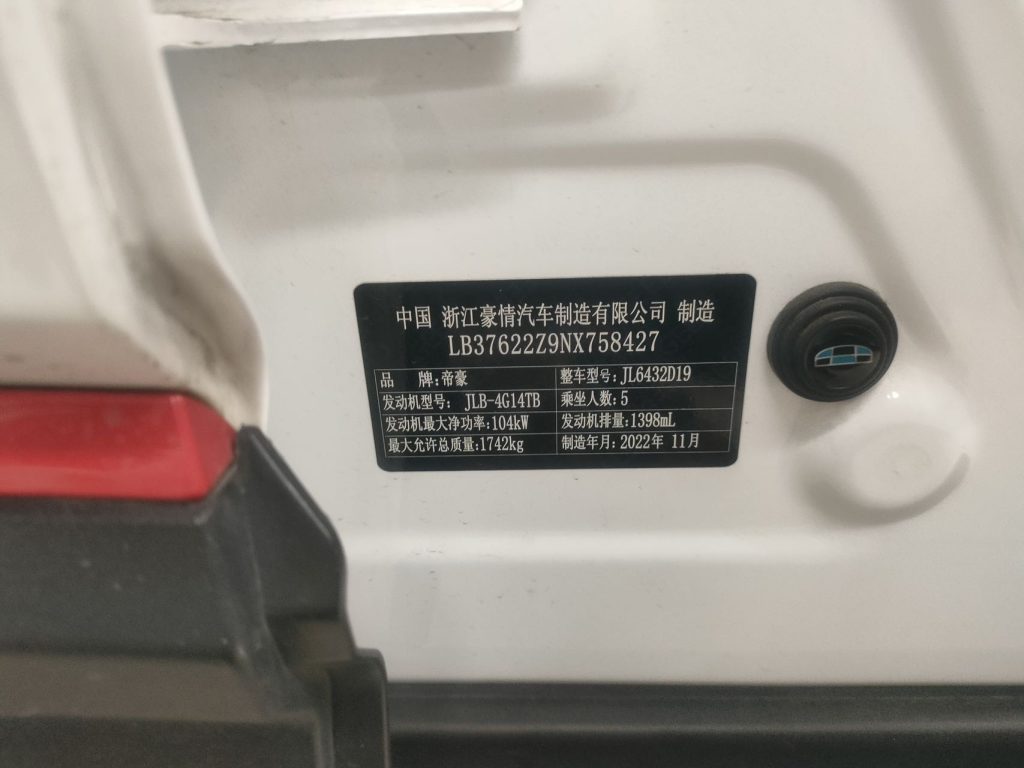 中国 浙江豪情汽车制造有限公司 制造
LB37622Z9NX758427
品 牌:帝豪 整车型号:JL6432D19
发动机型号: JLB-4G14TB 乘坐人数:5
发动机最大净功率:104kW 发动机排量:1398mL
最大允许总质量:1742kg 制造年月:2022年 11月